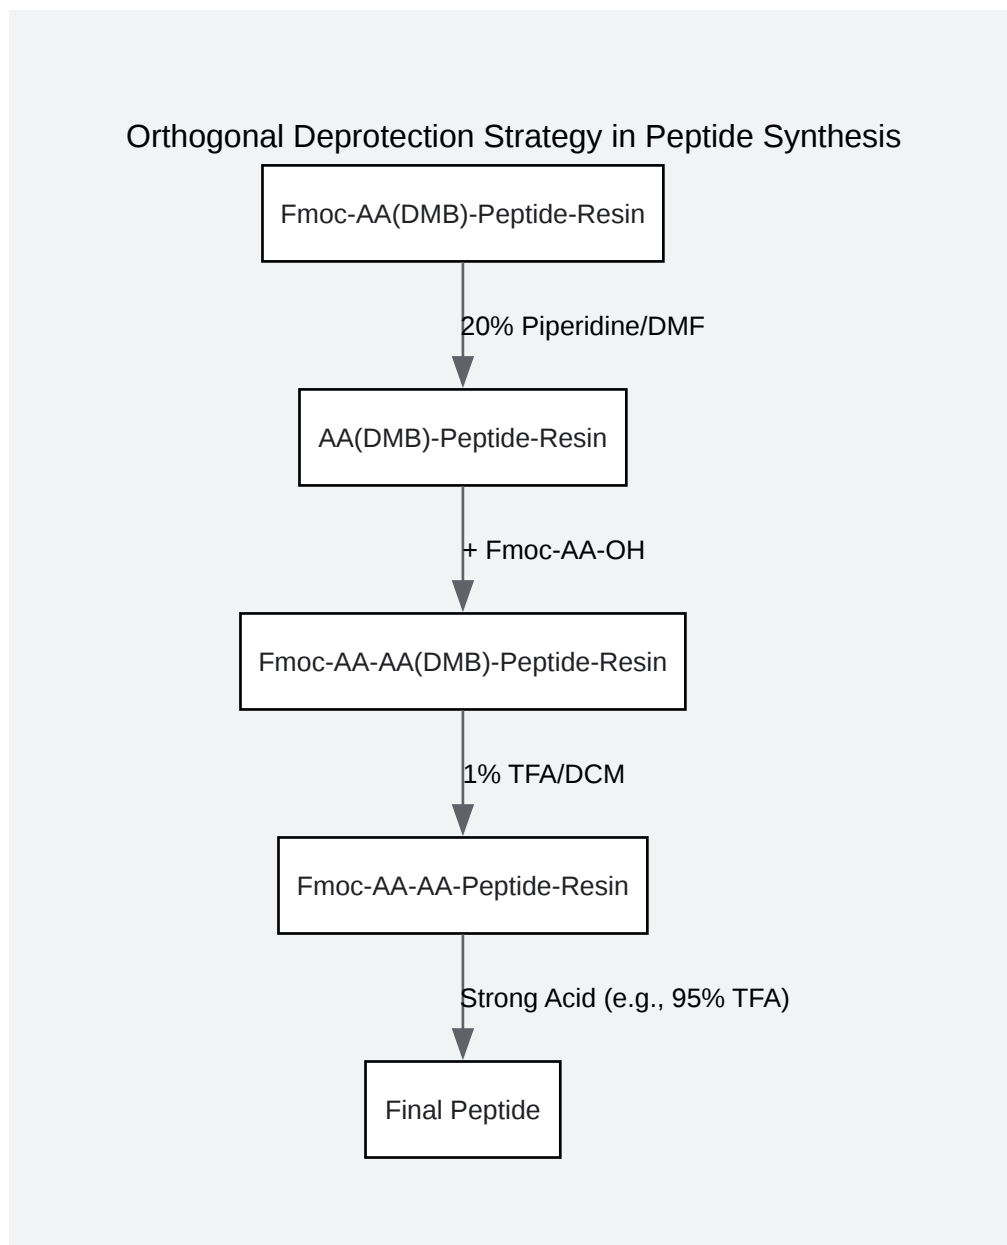 Orthogonal Deprotection Strategy in Peptide Synthesis
Fmoc-AA(DMB)-Peptide-Resin
20% Piperidine/DMF
AA(DMB)-Peptide-Resin
+ Fmoc-AA-OH
Fmoc-AA-AA(DMB)-Peptide-Resin
1% TFA/DCM
Fmoc-AA-AA-Peptide-Resin
Strong Acid (e.g., 95% TFA)
Final Peptide